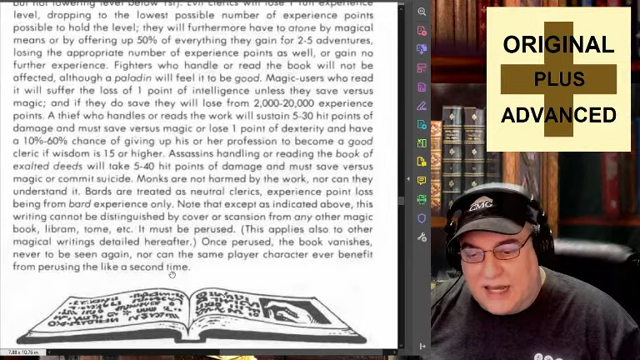 but not lowering level below 1st). Evil Clerics will lose 1 full experience
level, dropping to the lowest possible number of experience points
possible to hold the level; they will furthermore have to atone by magical
means or by offering up 50% of everything they gain for 2-5 adventures,
losing the appropriate number of experience points as well, or gain no
further experience. Fighters who handle or read the book will not be
affected, although a paladin will feel it to be good. Magic-users who read
it will suffer the loss of 1 point of intelligence unless they save versus
magic; and if they do save they will lose from 2,000-20,000 experience
points. A thief who handles or reads the work will sustain 5-30 hit points of
damage and must save versus magic or lose 1 point of dexterity and have
a 10%-60% chance of giving up his or her profession to become a good
cleric if wisdom is 15 or higher. Assassins handling or reading the book of
exalted deeds will take 5-40 hit points of damage and must save versus
magic or commit suicide. Monks are not harmed by the work, nor can they
understand it. Bards are treated as neutral clerics, experience point loss
being from bard experience only. Note that except as indicated above, this
writing cannot be distinguished by cover or scansion from any other magic
book, libram, tome, etc. It must be perused. (This applies also to other
magical writings detailed hereafter.) Once perused, the book vanishes,
never to be seen again, nor can the same player character ever benefit
from perusing the like a second time.
ORIGINAL
PLUS
ADVANCED
CMG